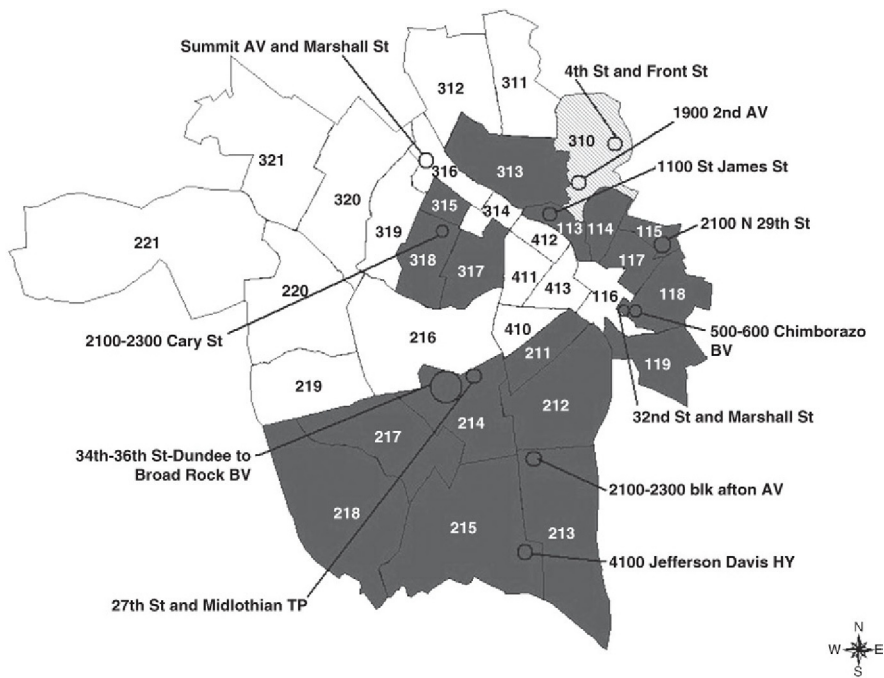 Summit AV and Marshall St
4th St and Front St
1900 2nd AV
1100 St James St
2100 N 29th St
500-600 Chimborazo
BV
32nd St and Marshall St
2100-2300 blk afton AV
4100 Jefferson Davis HY
2100-2300 Cary St
34th-36th St-Dundee to
Broad Rock BV
27th St and Midlothian TP
312
311
310
321
316
313
320
315
314
113
114
115
221
319
412
318
317
117
220
411
413
116
118
216
410
211
119
219
212
217
214
218
215
213
N
W
E
S